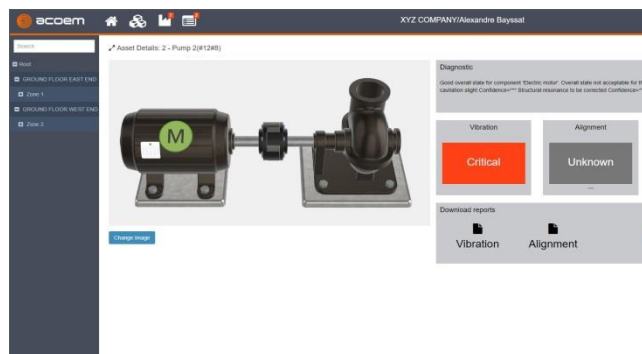 acoem
2
2
XYZ COMPANY/Alexandre Bayssat
Search
Root
GROUND FLOOR EAST END
Zone 1
GROUND FLOOR WEST END
Zone 2
Asset Details: 2 - Pump 2(#12#8)
M
Change image
Diagnostic
Good overall state for component 'Electric motor'. Overall state not acceptable for th
cavitation slight Confidence=*** Structural resonance to be corrected Confidence=*
Vibration
Critical
Alignment
Unknown
---
Download reports
Vibration
Alignment